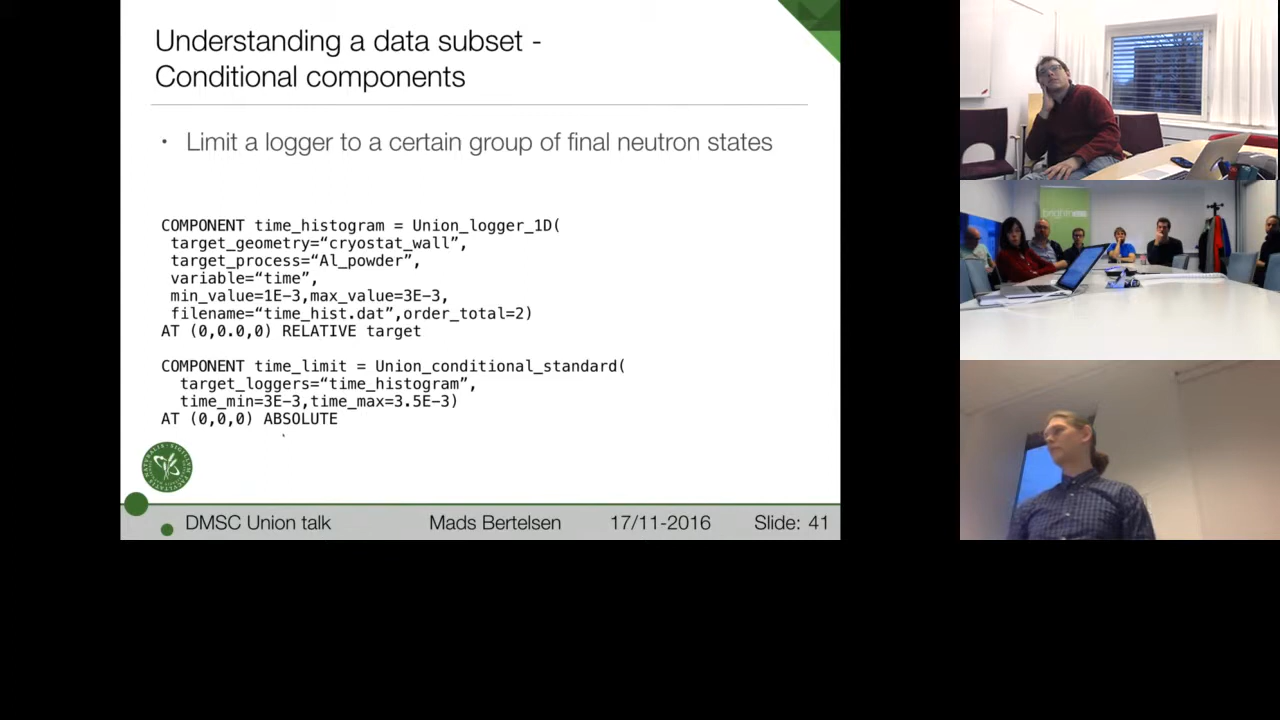 Understanding a data subset -
Conditional components
• Limit a logger to a certain group of final neutron states
COMPONENT time_histogram = Union_logger_1D(
target_geometry=“cryostat_wall”,
target_process=“Al_powder”,
variable=“time”,
min_value=1E-3,max_value=3E-3,
filename=“time_hist.dat”,order_total=2)
AT (0,0.0,0) RELATIVE target
COMPONENT time_limit = Union_conditional_standard(
target_loggers=“time_histogram”,
time_min=3E-3,time_max=3.5E-3)
AT (0,0,0) ABSOLUTE
DMSC Union talk Mads Bertelsen 17/11-2016 Slide: 41